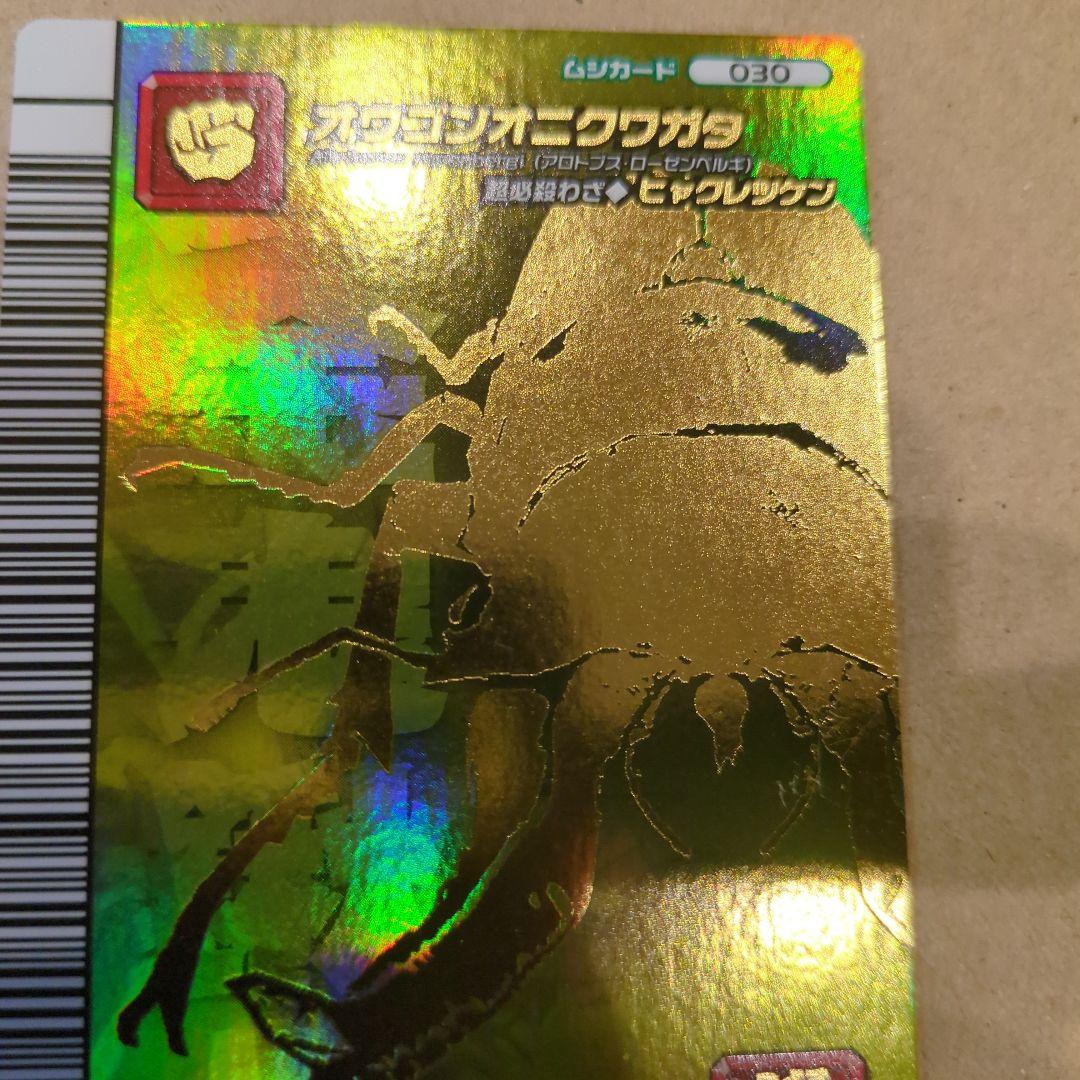 ムシカード 030
オウゴンオニクワガタ
(アロトプス・ローゼンベルギ)
超必殺わざ◆ヒャクレツケン